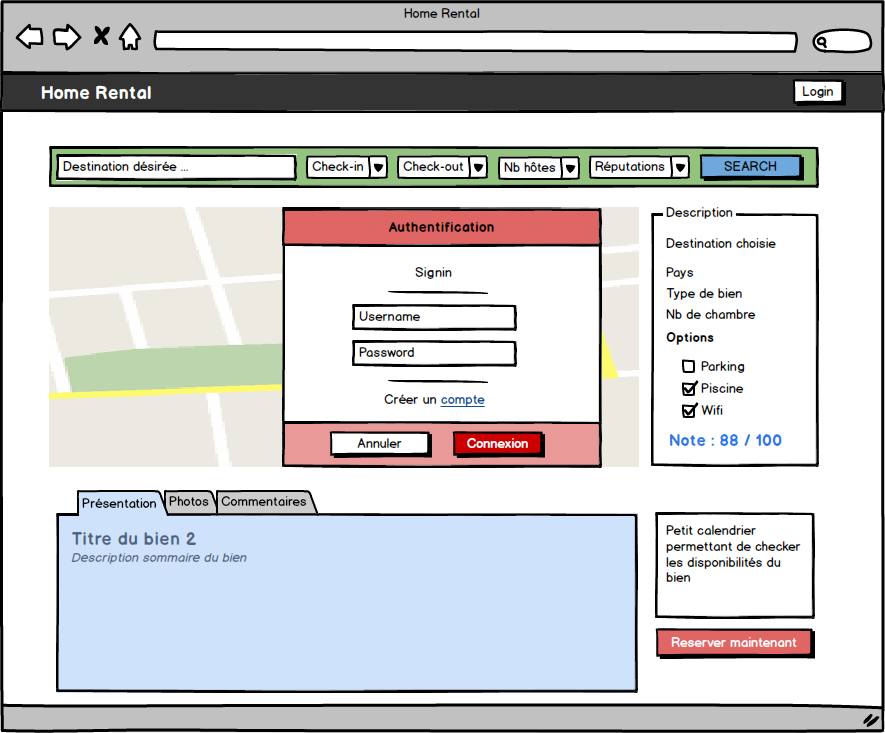 Home Rental
Home Rental
Login
Destination désirée ...
Check-in
Check-out
Nb hôtes
Réputations
SEARCH
Authentification
Signin
Username
Password
Créer un compte
Annuler
Connexion
Description
Destination choisie
Pays
Type de bien
Nb de chambre
Options
Parking
Piscine
Wifi
Note : 88 / 100
Présentation
Photos
Commentaires
Titre du bien 2
Description sommaire du bien
Petit calendrier
permettant de checker
les disponibilités du
bien
Reserver maintenant